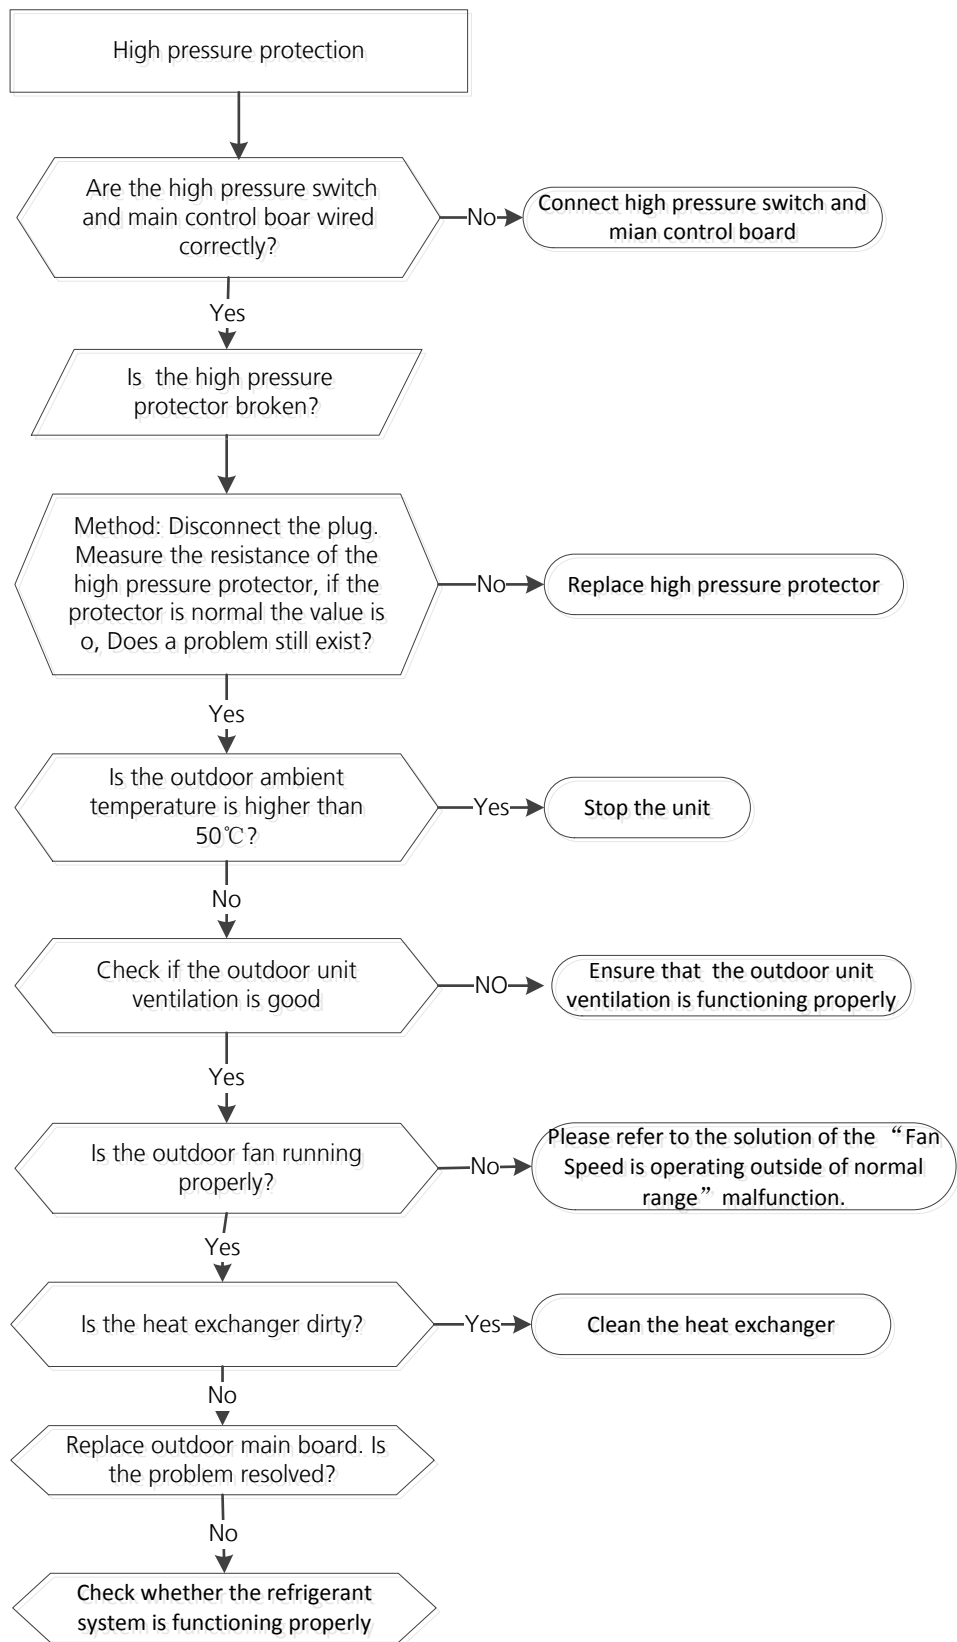 High pressure protection
Are the high pressure switch
and main control boar wired
correctly?
No
Connect high pressure switch and
mian control board
Yes
Is the high pressure
protector broken?
Method: Disconnect the plug.
Measure the resistance of the
high pressure protector, if the
protector is normal the value is
o, Does a problem still exist?
No
Replace high pressure protector
Yes
Is the outdoor ambient
temperature is higher than
50℃?
Yes
Stop the unit
No
Check if the outdoor unit
ventilation is good
NO
Ensure that the outdoor unit
ventilation is functioning properly
Yes
Is the outdoor fan running
properly?
No
Please refer to the solution of the “Fan
Speed is operating outside of normal
range” malfunction.
Yes
Is the heat exchanger dirty?
Yes
Clean the heat exchanger
No
Replace outdoor main board. Is
the problem resolved?
No
Check whether the refrigerant
system is functioning properly